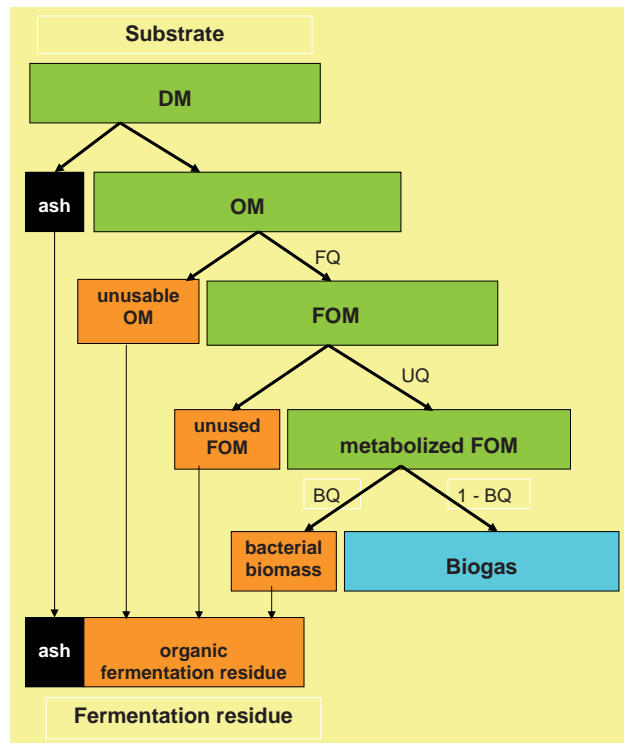 Substrate
DM
ash
OM
FQ
unusable
OM
FOM
UQ
unused
FOM
metabolized FOM
BQ
1 - BQ
bacterial
biomass
Biogas
ash
organic
fermentation residue
Fermentation residue